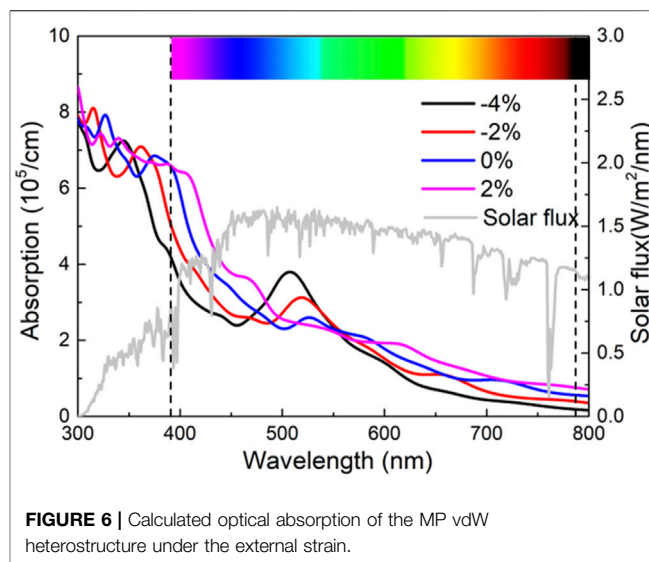 10
8
6
4
2
0
Absorption (10⁵/cm)
3.0
2.5
2.0
1.5
1.0
0.5
0.0
Solar flux(W/m²/nm)
-4%
-2%
0%
2%
Solar flux
300 400 500 600 700 800
Wavelength (nm)
FIGURE 6 | Calculated optical absorption of the MP vdW
heterostructure under the external strain.